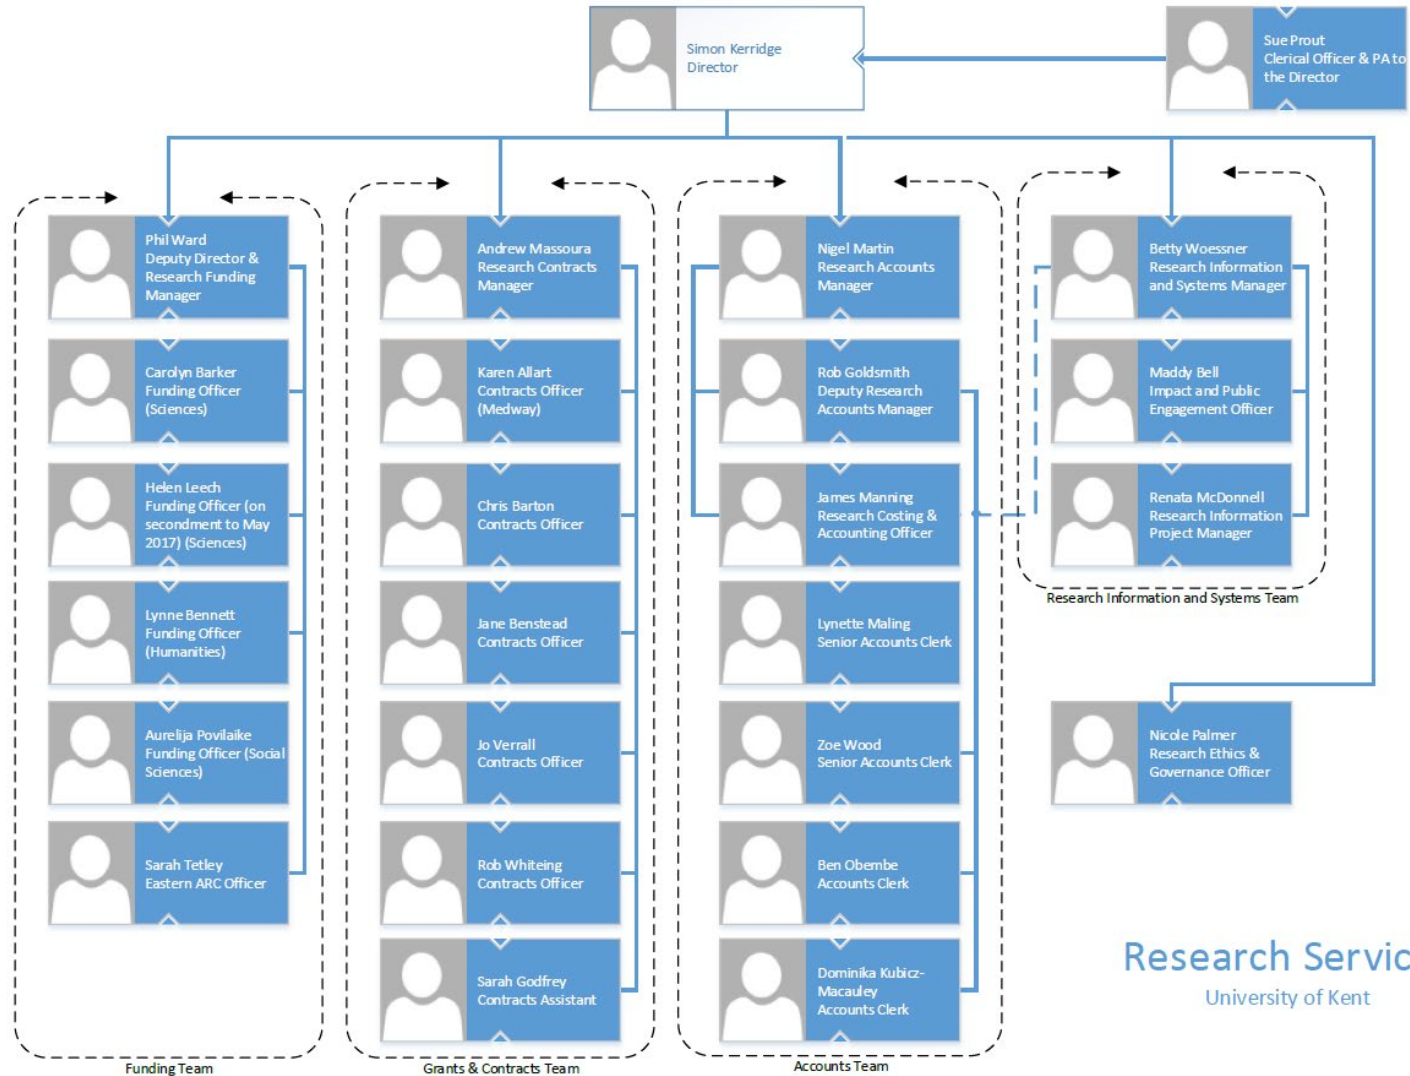 Simon Kerridge
Director
Sue Prout
Clerical Officer & PA to
the Director
Phil Ward
Deputy Director &
Research Funding
Manager
Carolyn Barker
Funding Officer
(Sciences)
Helen Leech
Funding Officer (on
secondment to May
2017) (Sciences)
Lynne Bennett
Funding Officer
(Humanities)
Aurelija Povilaike
Funding Officer (Social
Sciences)
Sarah Tetley
Eastern ARC Officer
Funding Team
Andrew Massoura
Research Contracts
Manager
Karen Allart
Contracts Officer
(Medway)
Chris Barton
Contracts Officer
Jane Benstead
Contracts Officer
Jo Verrall
Contracts Officer
Rob Whiteing
Contracts Officer
Sarah Godfrey
Contracts Assistant
Grants & Contracts Team
Nigel Martin
Research Accounts
Manager
Rob Goldsmith
Deputy Research
Accounts Manager
James Manning
Research Costing &
Accounting Officer
Lynette Maling
Senior Accounts Clerk
Zoe Wood
Senior Accounts Clerk
Ben Obembe
Accounts Clerk
Dominika Kubicz-
Macauley
Accounts Clerk
Accounts Team
Betty Woessner
Research Information
and Systems Manager
Maddy Bell
Impact and Public
Engagement Officer
Renata McDonnell
Research Information
Project Manager
Research Information and Systems Team
Nicole Palmer
Research Ethics &
Governance Officer
Research Servic
University of Kent